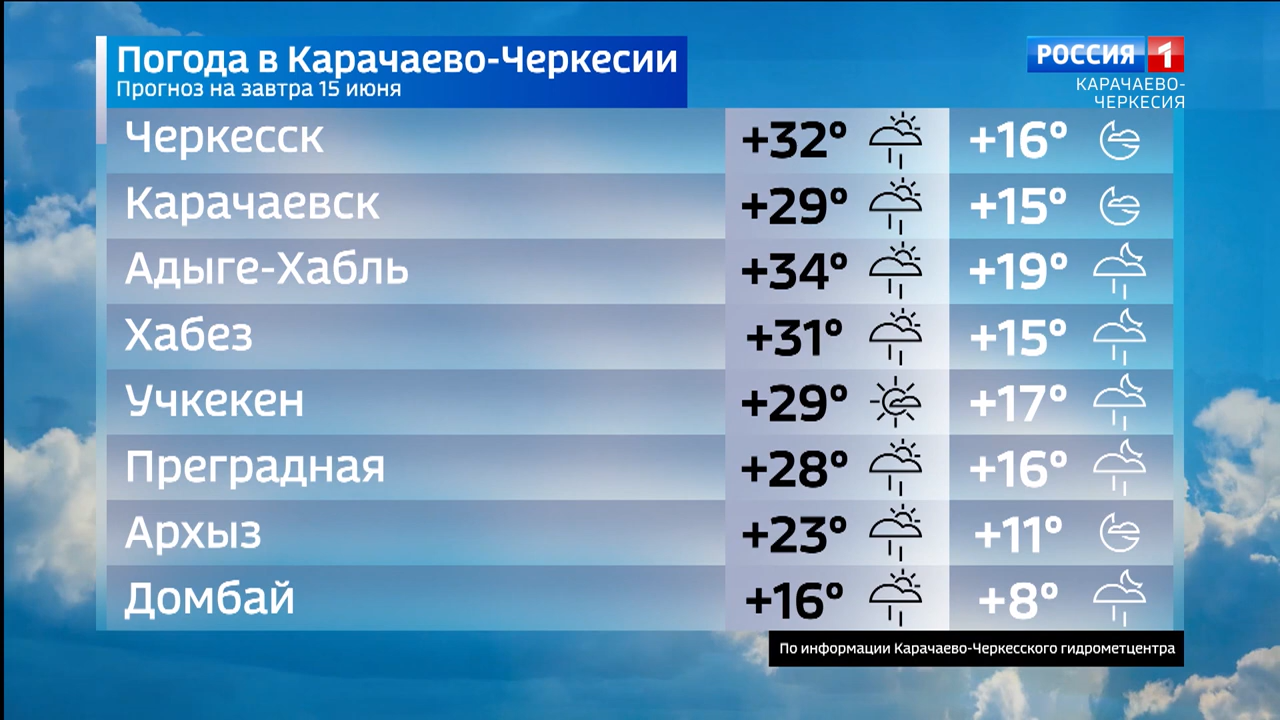 Погода в Карачаево-Черкесии
Прогноз на завтра 15 июня
РОССИЯ 1
КАРАЧАЕВО-
ЧЕРКЕСИЯ
Черкесск +32° +16°
Карачаевск +29° +15°
Адыге-Хабль +34° +19°
Хабез +31° +15°
Учкекен +29° +17°
Преградная +28° +16°
Архыз +23° +11°
Домбай +16° +8°
По информации Карачаево-Черкесского гидрометцентра